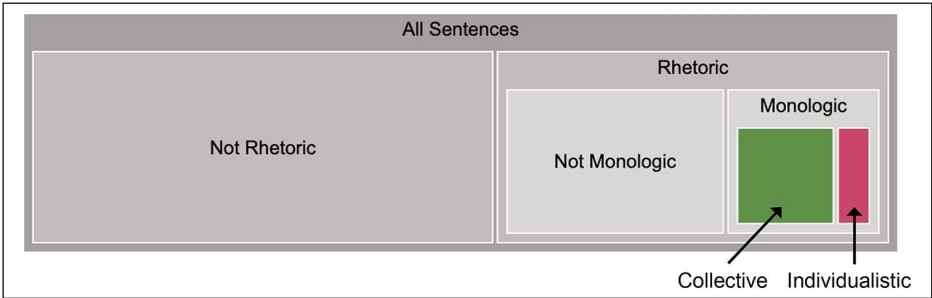 All Sentences
Rhetoric
Monologic
Not Rhetoric
Not Monologic
Collective
Individualistic